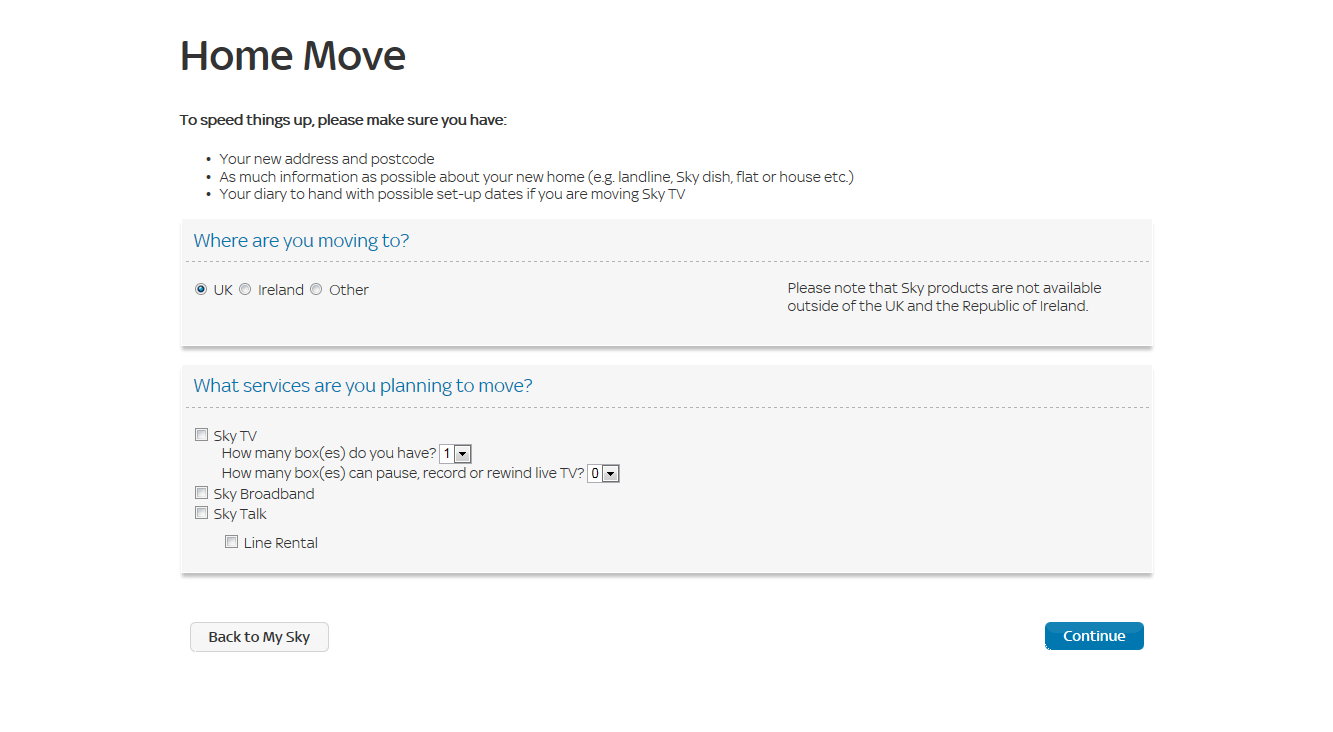 Home Move
To speed things up, please make sure you have:
• Your new address and postcode
• As much information as possible about your new home (e.g. landline, Sky dish, flat or house etc.)
• Your diary to hand with possible set-up dates if you are moving Sky TV
Where are you moving to?
UK Ireland Other
Please note that Sky products are not available
outside of the UK and the Republic of Ireland.
What services are you planning to move?
Sky TV
How many box(es) do you have? 1
How many box(es) can pause, record or rewind live TV? 0
Sky Broadband
Sky Talk
Line Rental
Back to My Sky
Continue